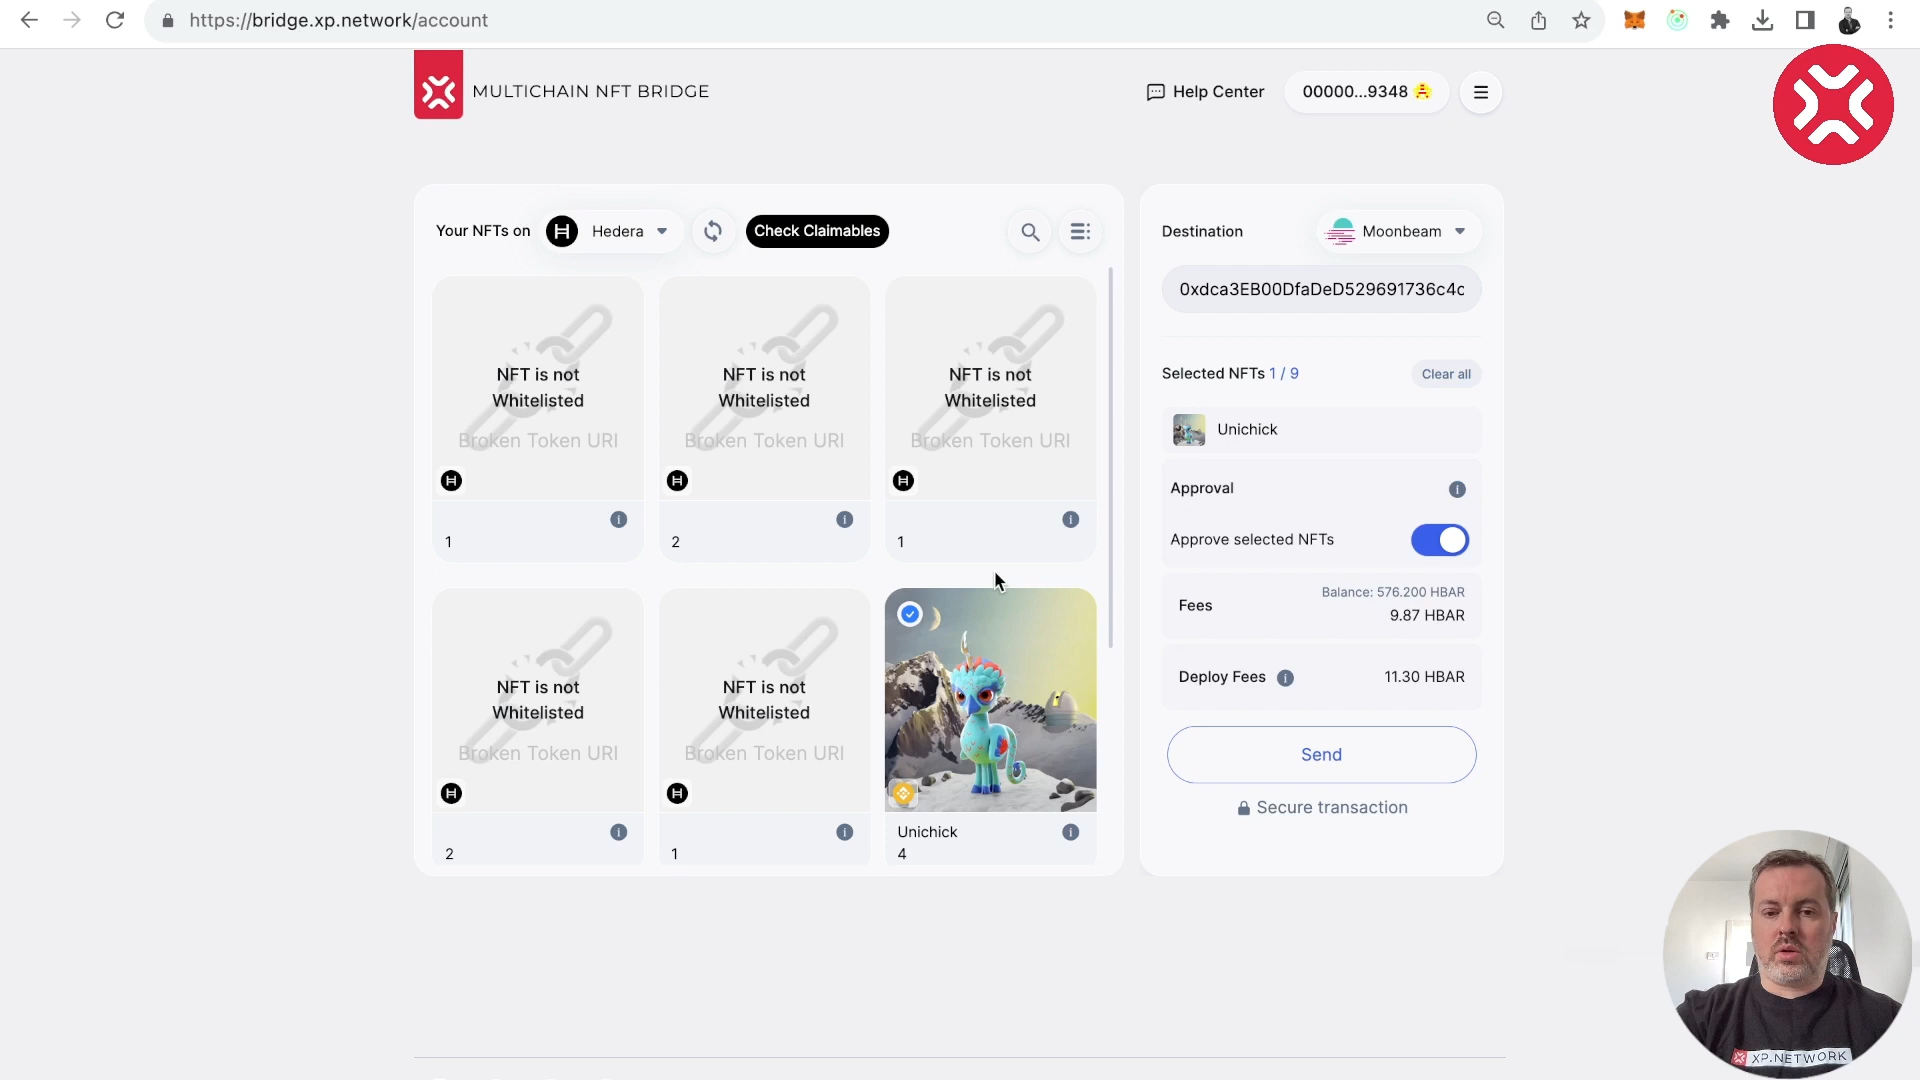 https://bridge.xp.network/account
MULTICHAIN NFT BRIDGE
Help Center
00000...9348
Your NFTs on
Hedera
Check Claimables
NFT is not
Whitelisted
Broken Token URI
1
NFT is not
Whitelisted
Broken Token URI
2
NFT is not
Whitelisted
Broken Token URI
1
NFT is not
Whitelisted
Broken Token URI
2
NFT is not
Whitelisted
Broken Token URI
1
Unichick
4
Destination
Moonbeam
0xdca3EB00DfaDeD529691736c4c
Selected NFTs 1 / 9
Clear all
Unichick
Approval
Approve selected NFTs
Fees
Balance: 576.200 HBAR
9.87 HBAR
Deploy Fees
11.30 HBAR
Send
Secure transaction
XP.NETWORK